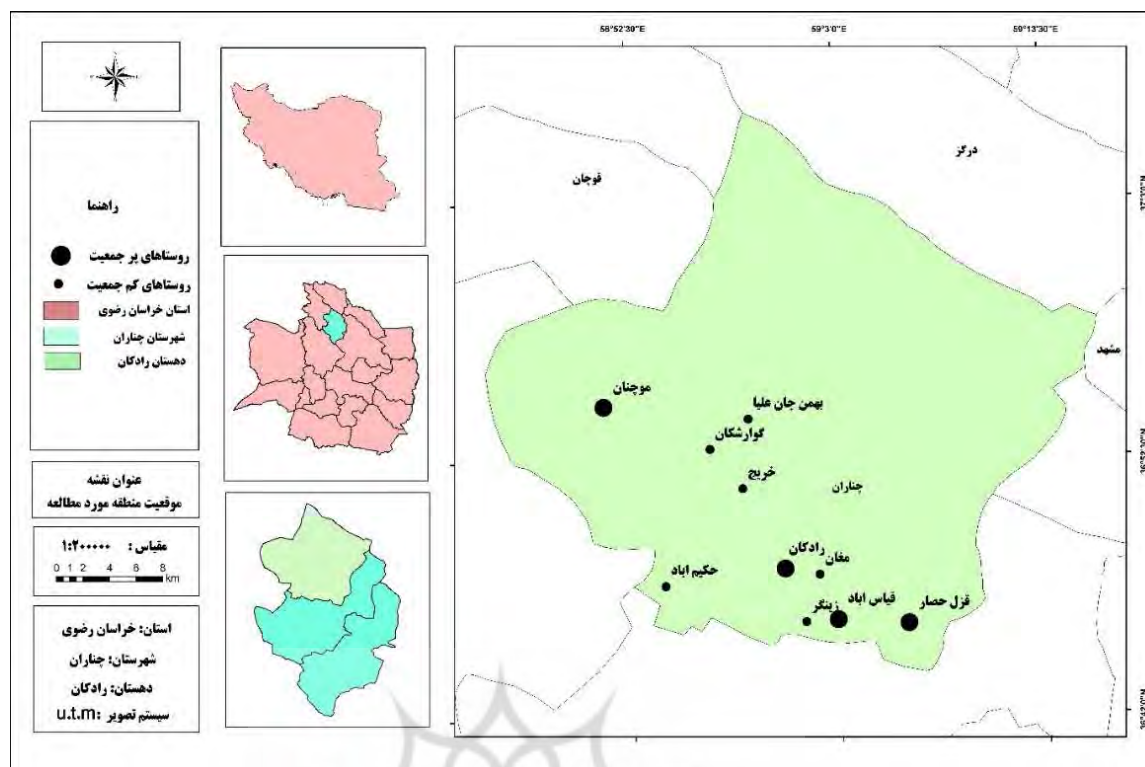 راهنما
روستاهای پر جمعیت
روستاهای کم جمعیت
استان خراسان رضوی
شهرستان چناران
دهستان رادکان
عنوان نقشه
موقعیت منطقه مورد مطالعه
مقیاس : ۱:۲۰۰۰۰۰
0 1 2 4 6 8
km
استان: خراسان رضوی
شهرستان: چناران
دهستان: رادکان
سیستم تصویر :u.t.m
59°3'0"E
59°13'30"E
درگز
قوچان
مشهد
موچنان
بهمن جان علیا
گوارشکان
خریج
چناران
رادکان
مغان
حکیم اباد
زینگر
قیاس اباد
قزل حصار
36°42'0"N